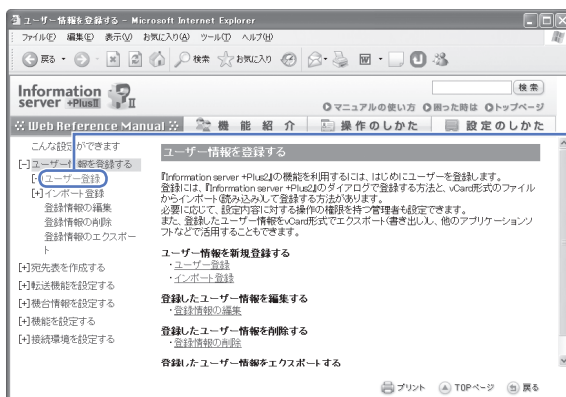 ユーザー情報を登録する - Microsoft Internet Explorer
ファイル(F) 編集(E) 表示(V) お気に入り(A) ツール(T) ヘルプ(H)
戻る 検索 お気に入り
Information server +PlusⅡ Ⅱ
検索
マニュアルの使い方 困った時は トップページ
Web Reference Manual 機能紹介 操作のしかた 設定のしかた
こんな設定ができます
[-]ユーザー情報を登録する
[-]ユーザー登録
[+]インポート登録
登録情報の編集
登録情報の削除
登録情報のエクスポー
ト
[+]宛先表を作成する
[+]転送機能を設定する
[+]機台情報を設定する
[+]機能を設定する
[+]接続環境を設定する
ユーザー情報を登録する
『Information server +Plus2』の機能を利用するには、はじめにユーザーを登録します。
登録には、『Information server +Plus2』のダイアログで登録する方法と、vCard形式のファイル
からインポート(読み込み)して登録する方法があります。
必要に応じて、設定内容に対する操作の権限を持つ管理者も設定できます。
また、登録したユーザー情報をvCard形式でエクスポート(書き出し)し、他のアプリケーションソ
フトなどで活用することもできます。
ユーザー情報を新規登録する
・ユーザー登録
・インポート登録
登録したユーザー情報を編集する
・登録情報の編集
登録したユーザー情報を削除する
・登録情報の削除
登録したユーザー情報をエクスポートする
プリント TOPページ 戻る